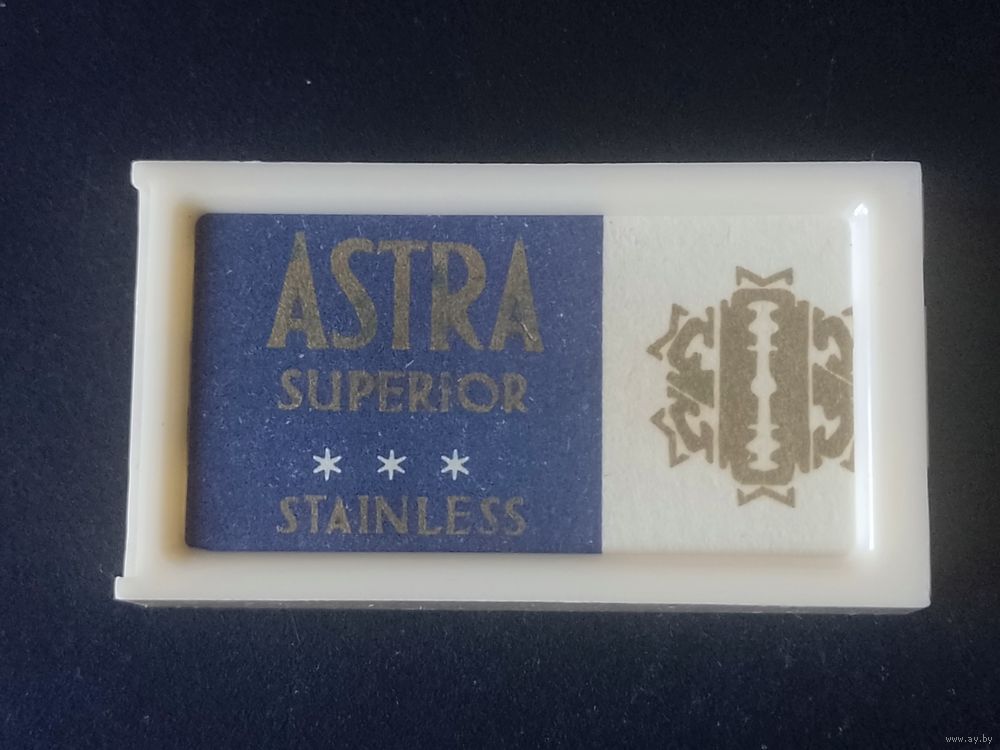 ASTRA
SUPERiOR
* * *
STAINLESS
www.ay.by